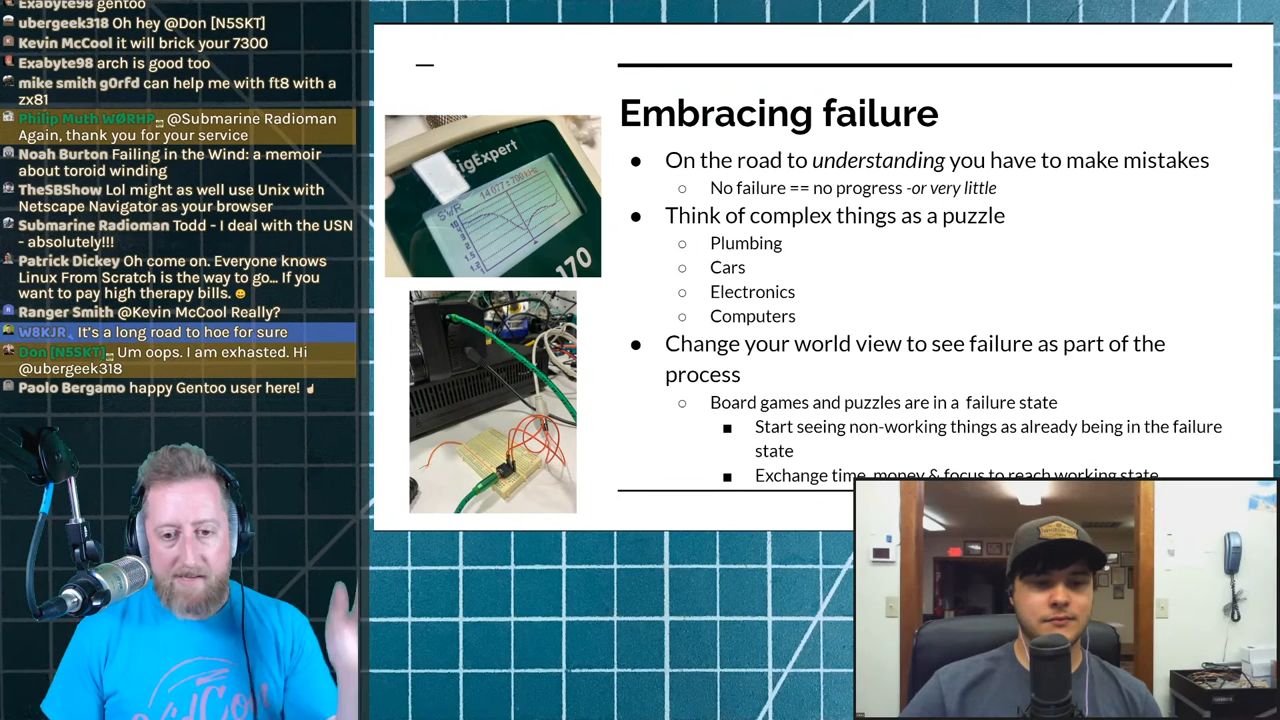 Exabyte98 gentoo
ubergeek318 Oh hey @Don [N5SKT]
Kevin McCool it will brick your 7300
Exabyte98 arch is good too
mike smith g0rfd can help me with ft8 with a
zx81
Philip Muth WØRHP @Submarine Radioman
Again, thank you for your service
Noah Burton Failing in the Wind: a memoir
about toroid winding
TheSBShow Lol might as well use Unix with
Netscape Navigator as your browser
Submarine Radioman Todd - I deal with the USN
- absolutely!!!
Patrick Dickey Oh come on. Everyone knows
Linux From Scratch is the way to go... If you
want to pay high therapy bills.
Ranger Smith @Kevin McCool Really?
W8KJR It's a long road to hoe for sure
Don [N5SKT] Um oops. I am exhasted. Hi
@ubergeek318
Paolo Bergamo happy Gentoo user here!
Embracing failure
● On the road to understanding you have to make mistakes
○ No failure == no progress -or very little
● Think of complex things as a puzzle
○ Plumbing
○ Cars
○ Electronics
○ Computers
● Change your world view to see failure as part of the
process
○ Board games and puzzles are in a failure state
■ Start seeing non-working things as already being in the failure
state
■ Exchange time, money & focus to reach working state
igExpert
SWR